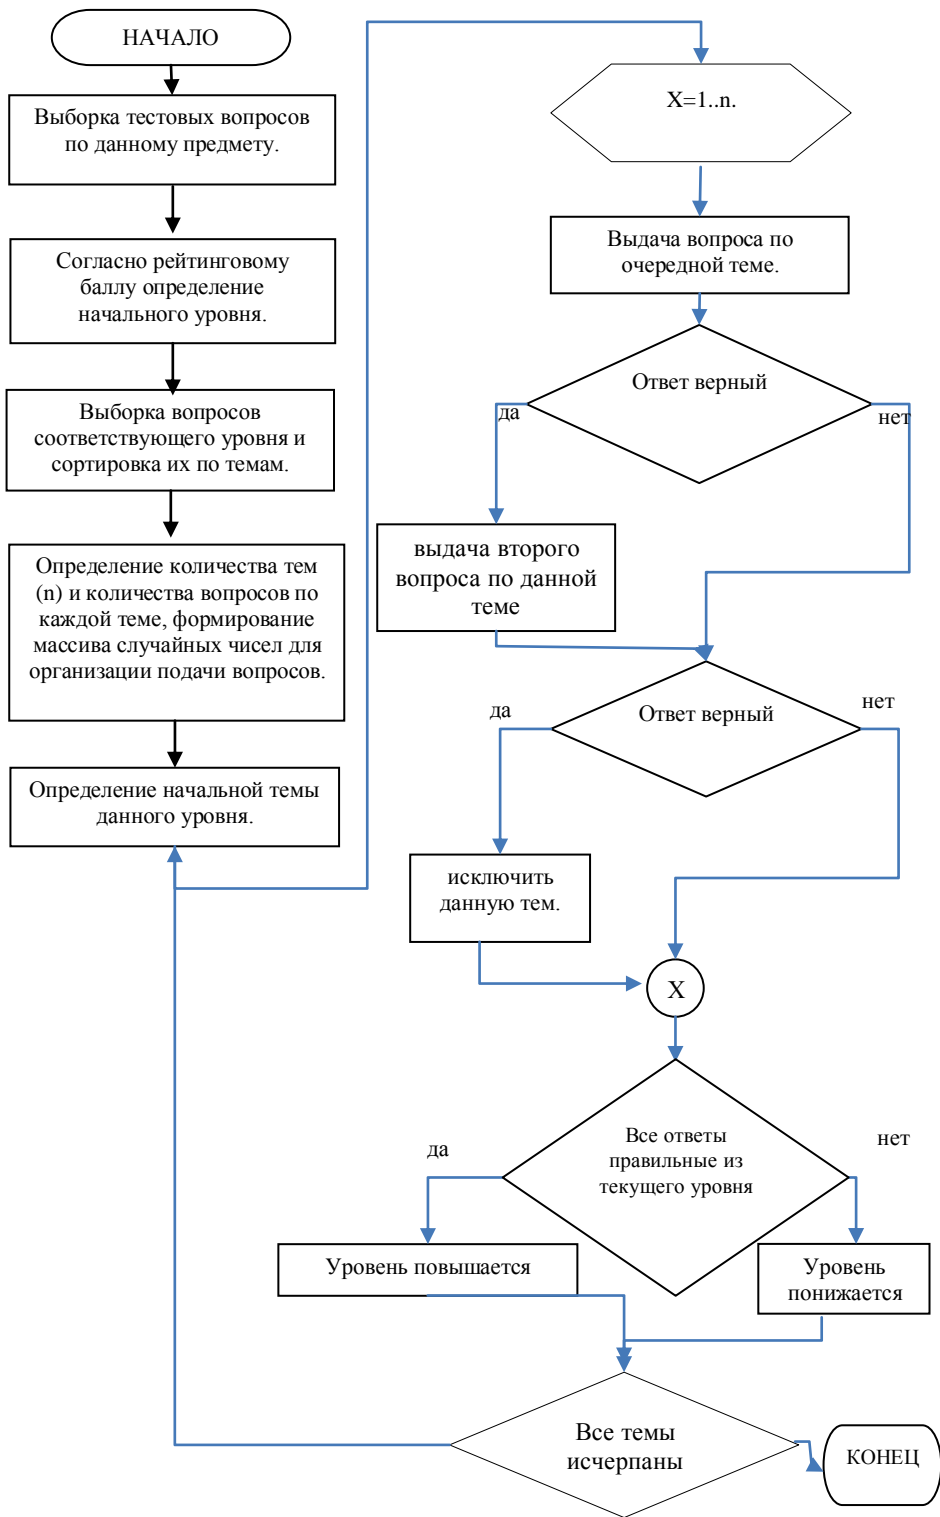 НАЧАЛО
Выборка тестовых вопросов
по данному предмету.
Согласно рейтинговому
баллу определение
начального уровня.
Выборка вопросов
соответствующего уровня и
сортировка их по темам.
Определение количества тем
(n) и количества вопросов по
каждой теме, формирование
массива случайных чисел для
организации подачи вопросов.
Определение начальной темы
данного уровня.
X=1..n.
Выдача вопроса по
очередной теме.
Ответ верный
да
нет
выдача второго
вопроса по данной
теме
Ответ верный
да
нет
исключить
данную тем.
X
Все ответы
правильные из
текущего уровня
да
нет
Уровень повышается
Уровень
понижается
Все темы
исчерпаны
КОНЕЦ